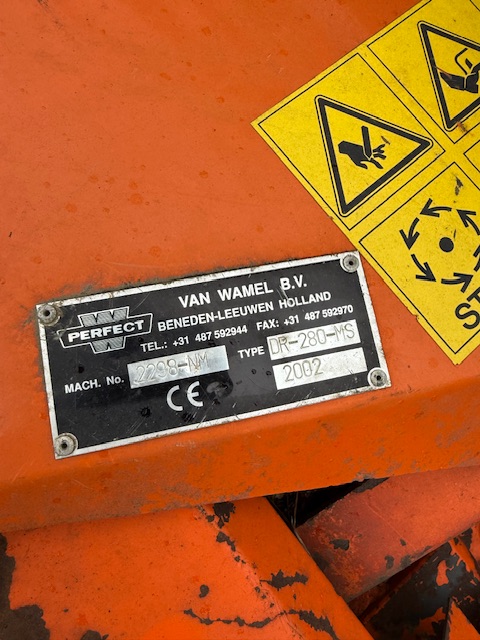 VAN WAMEL B.V.
PERFECT
BENEDEN-LEEUWEN HOLLAND
TEL.: +31 487 592944 FAX: +31 487 592970
MACH. No. 2298-NM TYPE DR-280-MS
2002
CE